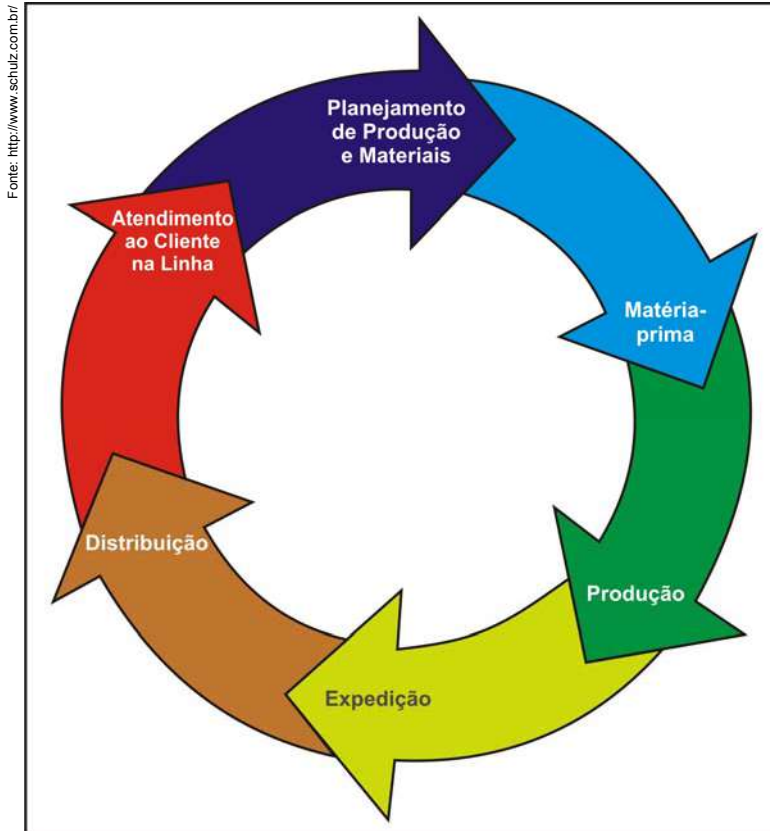 Fonte: http://www.schulz.com.br/
Planejamento
de Produção
e Materiais
Matéria-
prima
Produção
Expedição
Distribuição
Atendimento
ao Cliente
na Linha